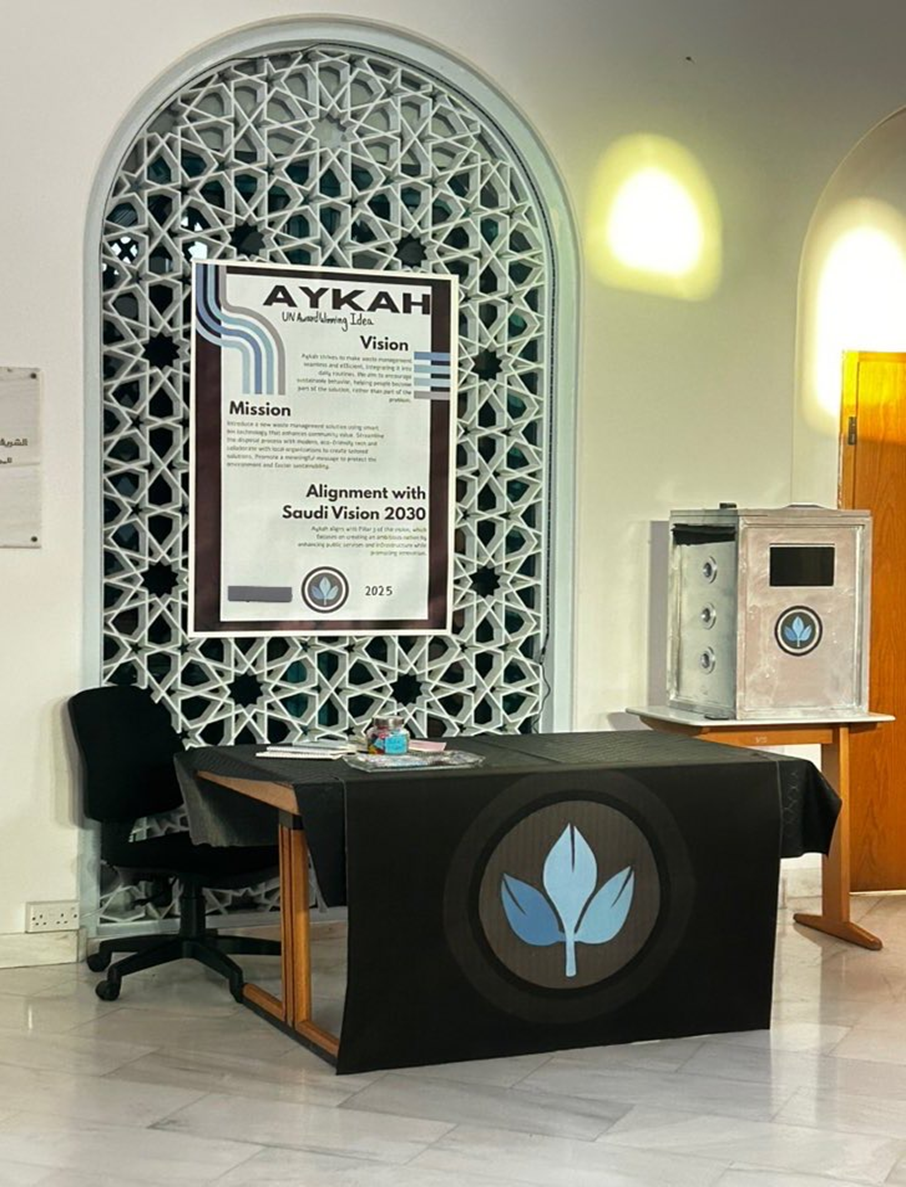 AYKAH
UN Award Winning Idea
Vision
Aykah strives to make waste management
seamless and efficient, integrating it into
daily routines. We aim to encourage
sustainable behavior, helping people become
part of the solution, rather than part of the
problem.
Mission
Introduce a new waste management solution using smart
bin technology that enhances community value. Streamline
the disposal process with modern, eco-friendly bins and
collaborate with local organizations to create tailored
solutions. Promote a meaningful message to protect the
environment and foster sustainability.
Alignment with
Saudi Vision 2030
Aykah aligns with Pillar 3 of the vision, which
focuses on creating an ambitious nation by
enhancing public services and infrastructure while
promoting innovation.
2025